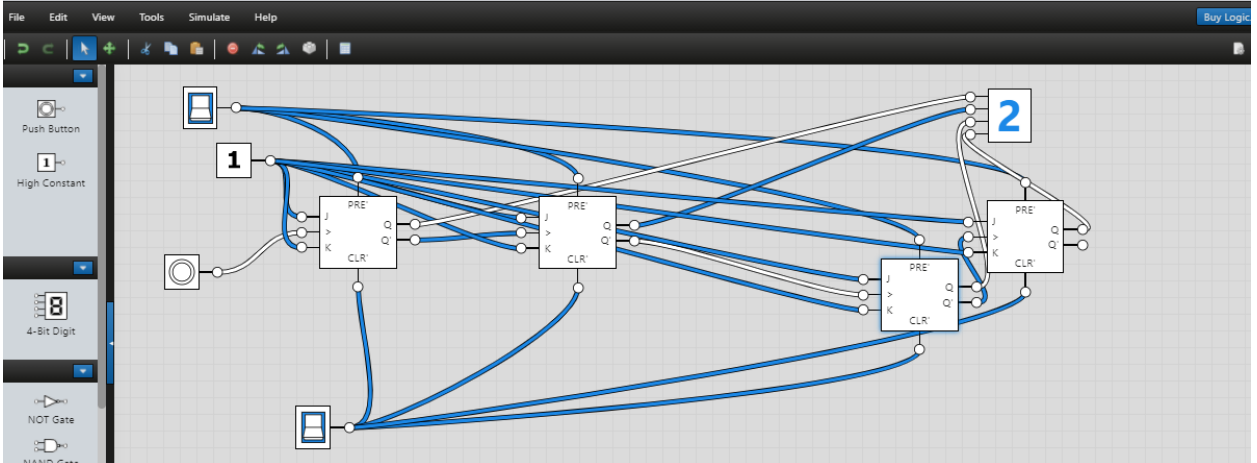 File Edit View Tools Simulate Help Buy Logic.
Push Button
1
High Constant
8
4-Bit Digit
NOT Gate
NAND Gate
2
1
PRE' PRE' PRE'
J Q J Q J Q
> Q' > Q' > Q'
K K K
CLR' CLR' CLR'
PRE'
J Q
> Q'
K
CLR'